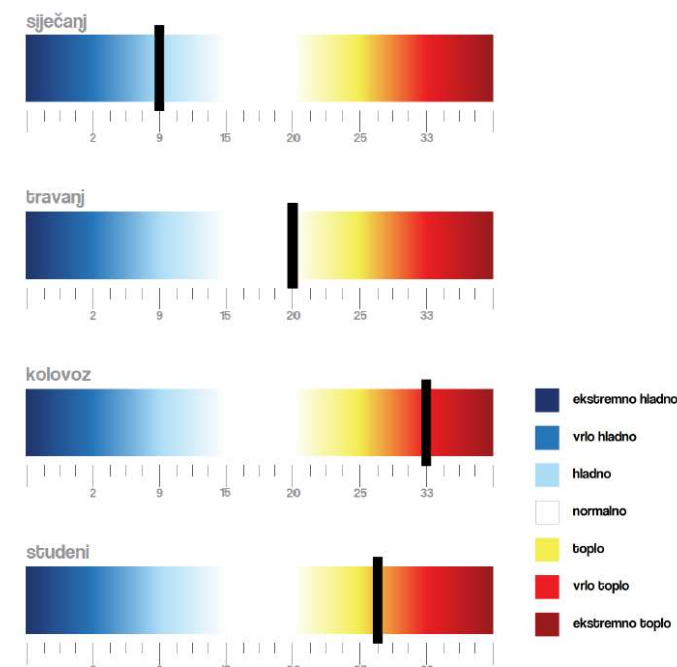 siječanj
2 9 15 20 25 33
travanj
2 9 15 20 25 33
kolovoz
2 9 15 20 25 33
studeni
ekstremno hladno
vrlo hladno
hladno
normalno
toplo
vrlo toplo
ekstremno toplo